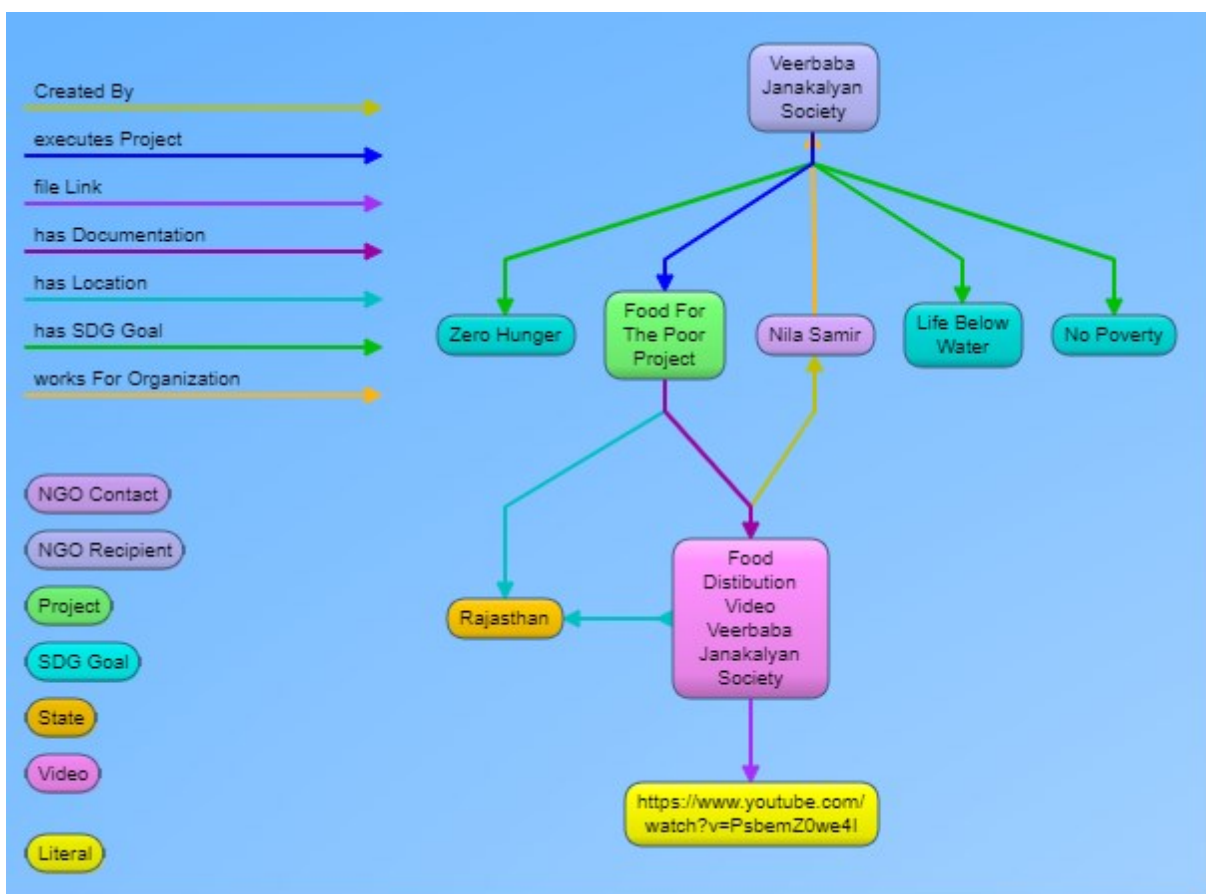 Created By
executes Project
file Link
has Documentation
has Location
has SDG Goal
works For Organization
NGO Contact
NGO Recipient
Project
SDG Goal
State
Video
Literal
Veerbaba
Janakalyan
Society
Zero Hunger
Food For
The Poor
Project
Nila Samir
Life Below
Water
No Poverty
Rajasthan
Food
Distibution
Video
Veerbaba
Janakalyan
Society
https://www.youtube.com/
watch?v=PsbemZ0we4I